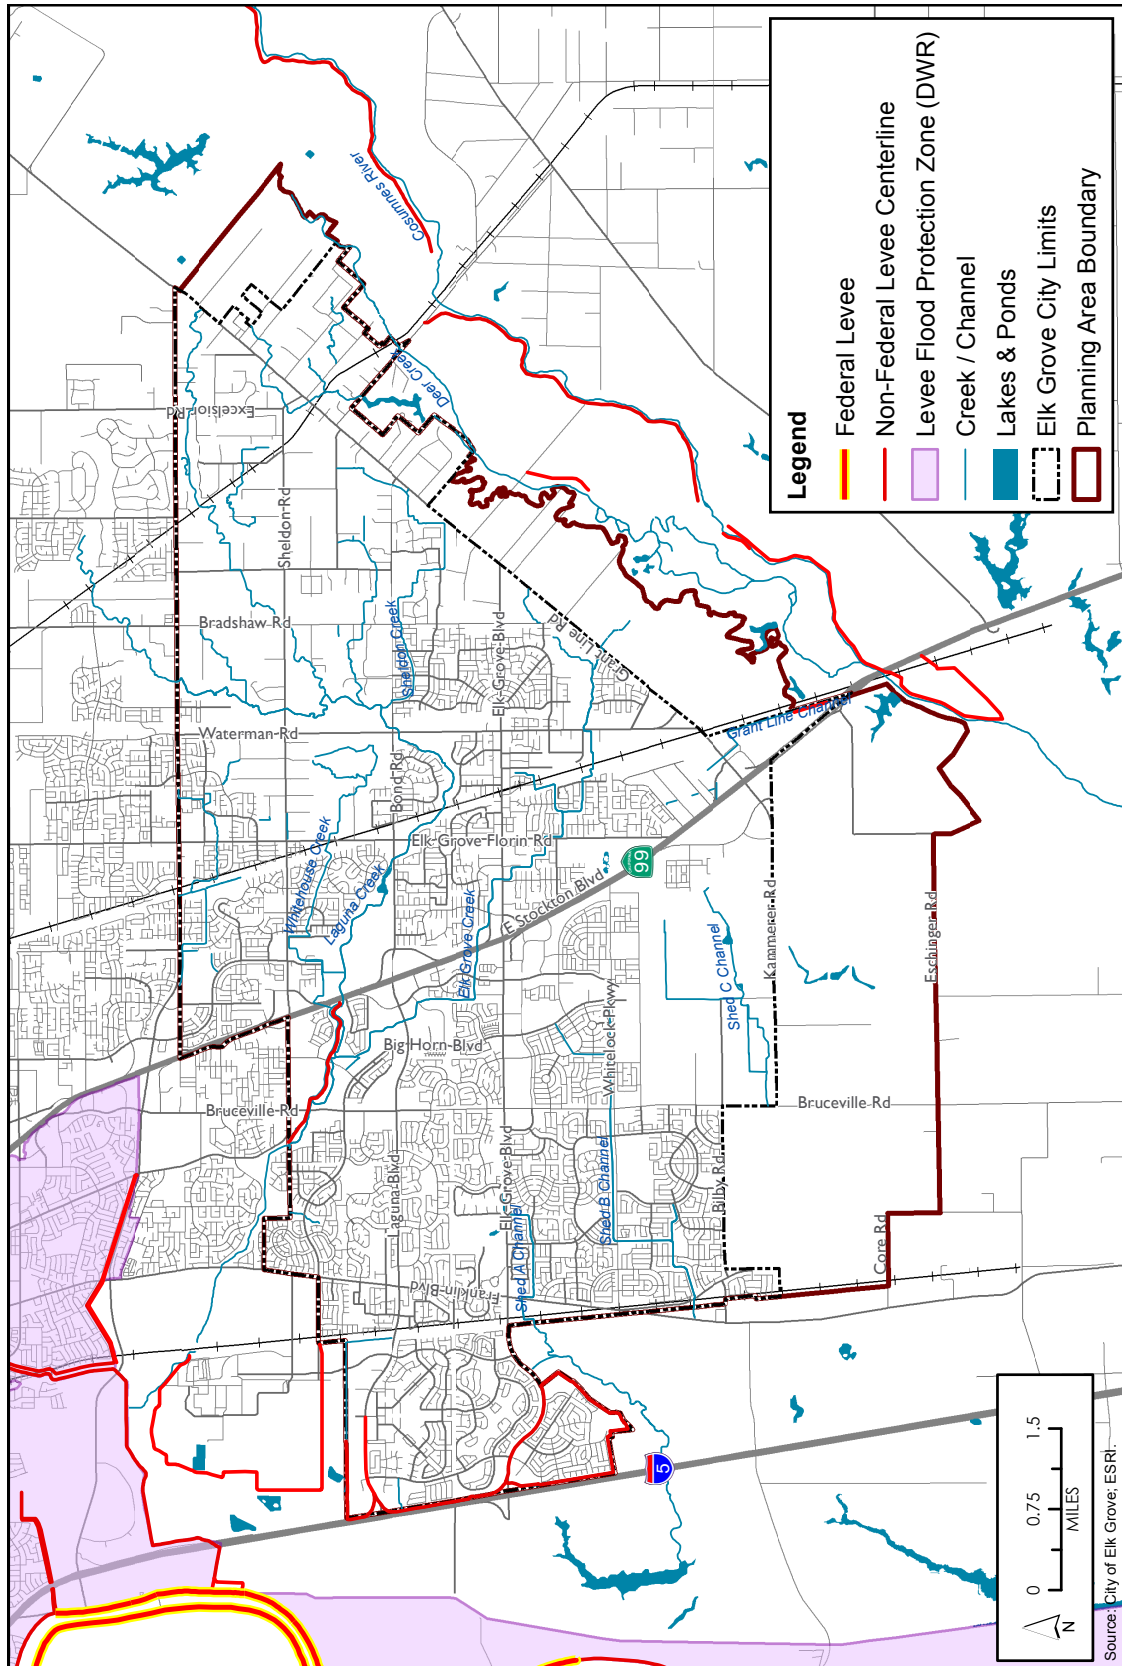 Legend
Federal Levee
Non-Federal Levee Centerline
Levee Flood Protection Zone (DWR)
Creek / Channel
Lakes & Ponds
Elk Grove City Limits
Planning Area Boundary
Cosumnes River
Deer Creek
Excelsior Rd
Sheldon Rd
Bradshaw Rd
Sheldon Creek
Elk Grove Blvd
Grant Line Rd
Waterman Rd
Grant Line Channel
Bond Rd
Whitehouse Creek
Laguna Creek
Elk Grove-Florin Rd
E Stockton Blvd
99
Elk Grove Creek
Kammerer Rd
Eschinger Rd
Shed C Channel
Big Horn Blvd
Whitelock Pkwy
Bruceville Rd
Bruceville Rd
Laguna Blvd
Elk Grove Blvd
Shed B Channel
Bilby Rd
Shed A Channel
Franklin Blvd
Core Rd
5
0 0.75 1.5
MILES
N
Source: City of Elk Grove; ESRI.